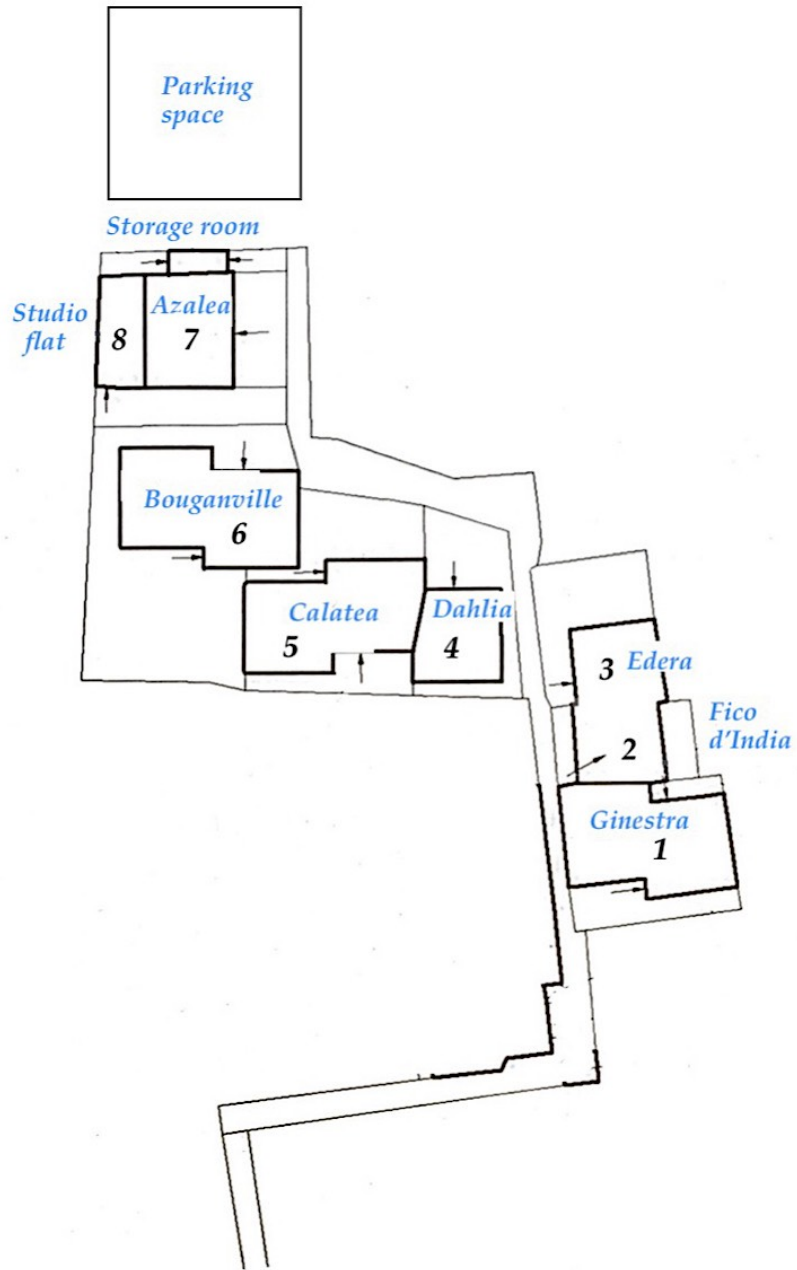 Parking
space
Storage room
Studio
flat
8
Azalea
7
Bouganville
6
Calatea
5
Dahlia
4
3 Edera
Fico
d'India
2
Ginestra
1